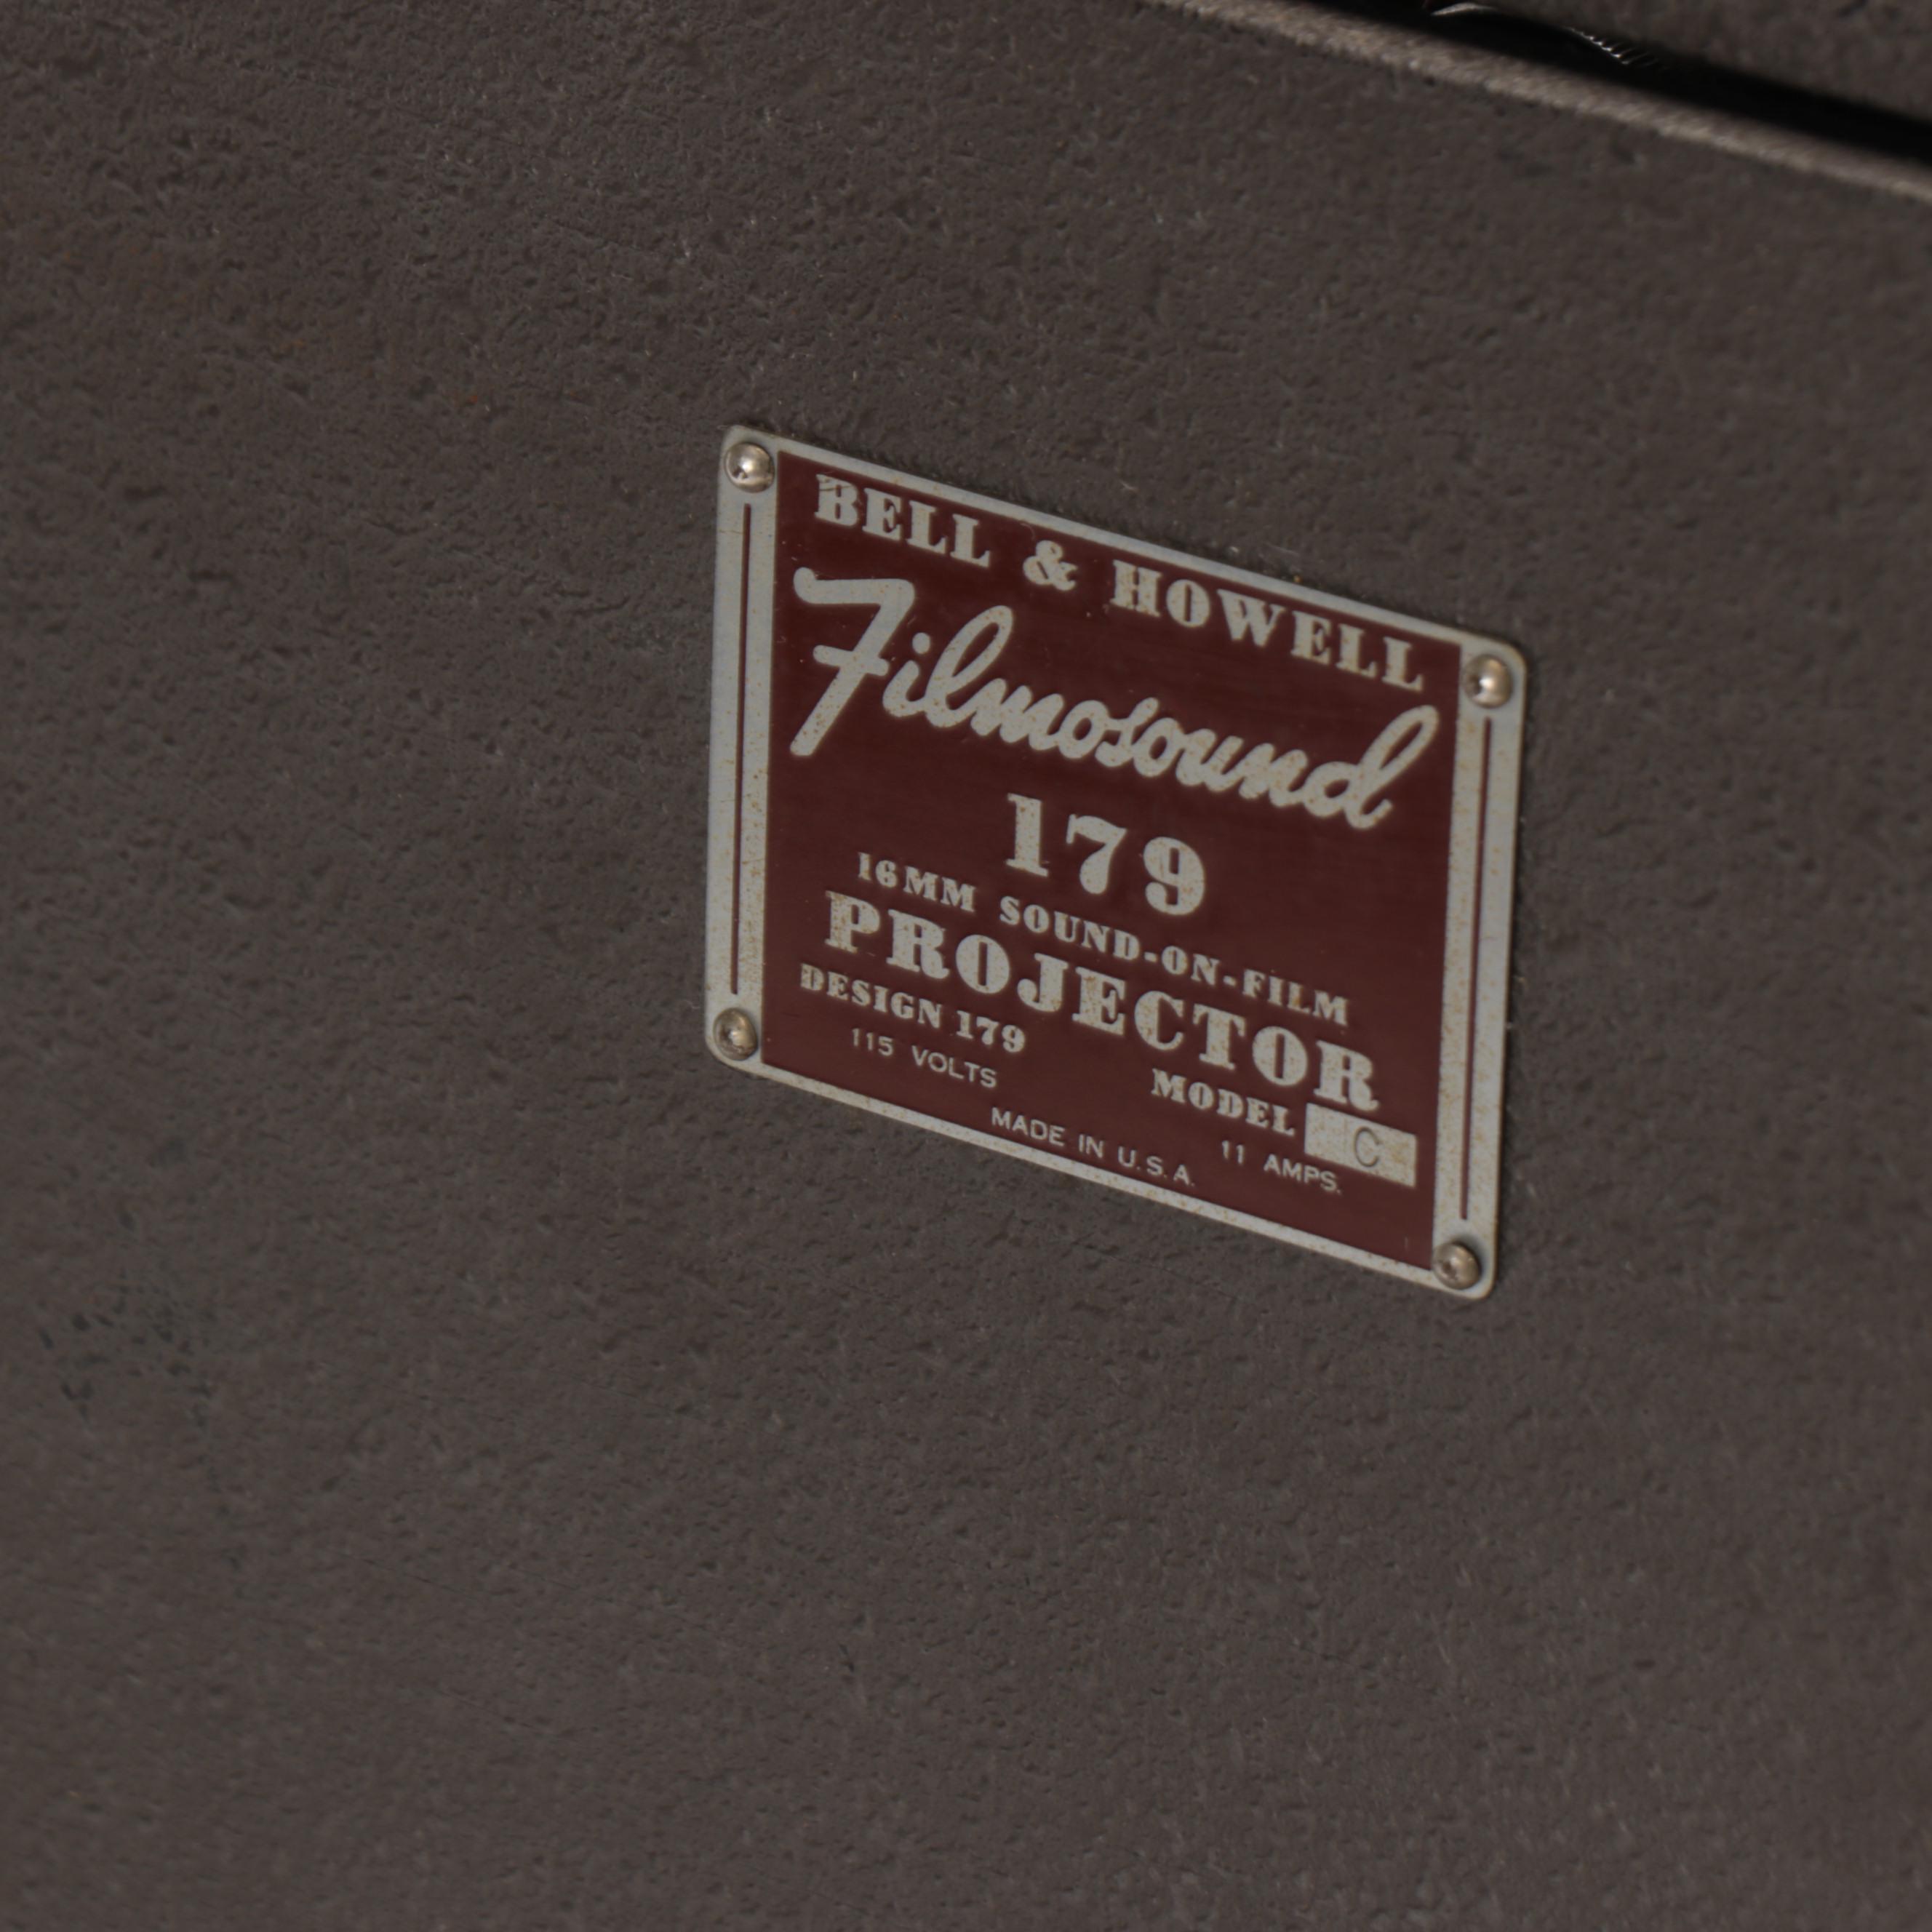 BELL & HOWELL
Filmosound
179
16MM SOUND-ON-FILM
PROJECTOR
DESIGN 179 MODEL C
115 VOLTS 11 AMPS.
MADE IN U.S.A.